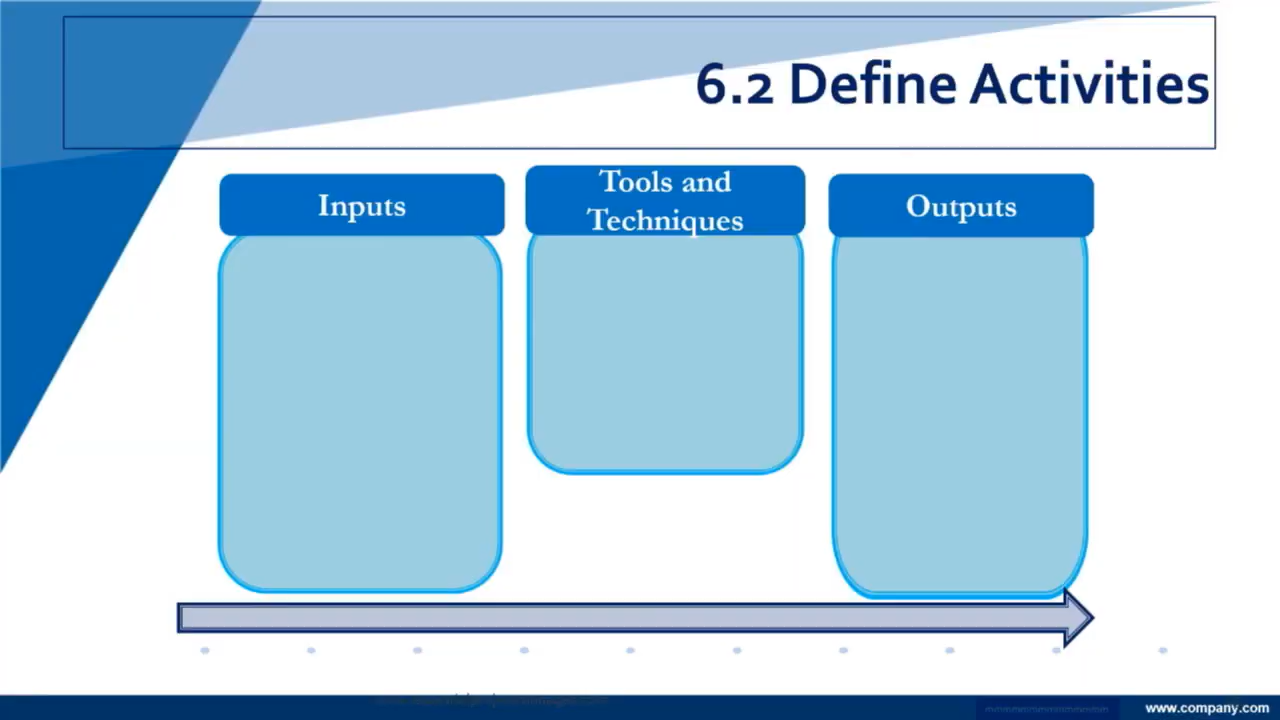 6.2 Define Activities
Inputs
Tools and
Techniques
Outputs
www.company.com